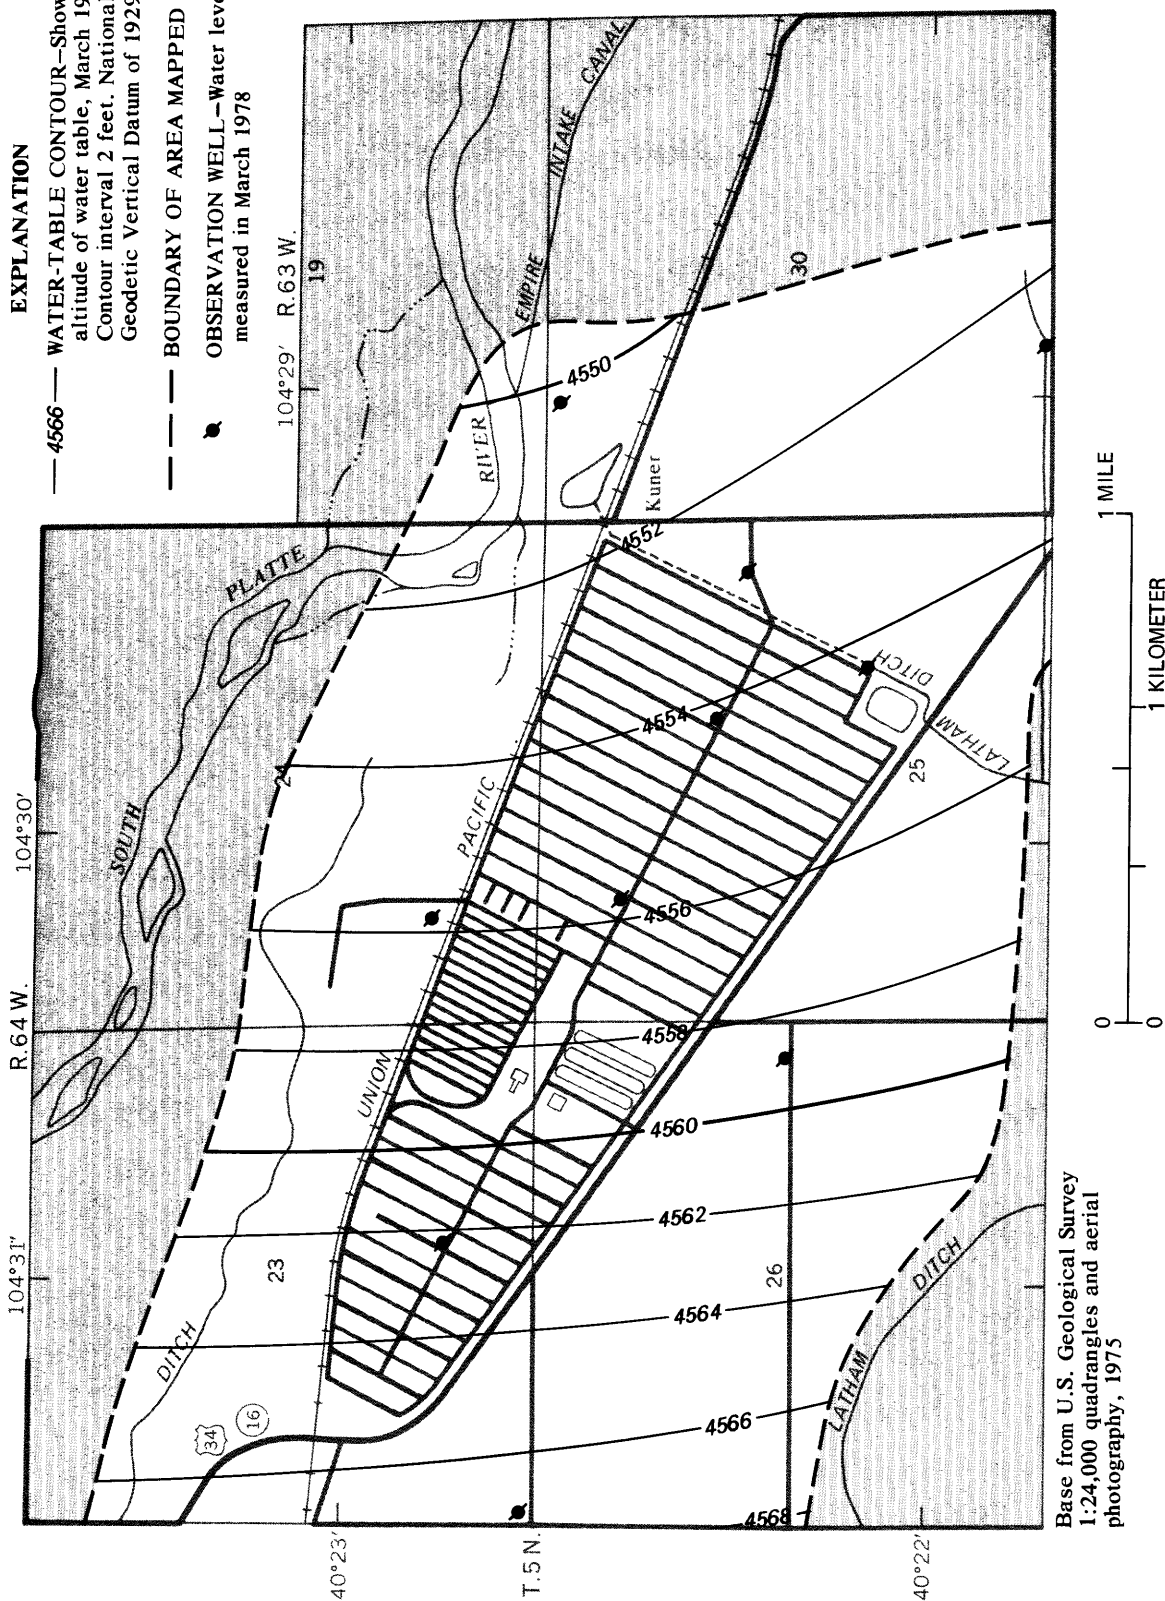 EXPLANATION
—4566— WATER-TABLE CONTOUR—Show
altitude of water table, March 19
Contour interval 2 feet. National
Geodetic Vertical Datum of 1929
BOUNDARY OF AREA MAPPED
OBSERVATION WELL—Water leve
measured in March 1978
R. 64 W.
104°31'
104°30'
R. 63 W.
104°29'
19
30
SOUTH
PLATTE
RIVER
EMPIRE
INTAKE
CANAL
4550
Kuner
4552
4554
4556
4558
4560
4562
4564
4566
4568
UNION
PACIFIC
DITCH
34
16
23
26
25
LATHAM
DITCH
LATHAM
DITCH
40°23'
T. 5 N.
40°22'
Base from U.S. Geological Survey
1:24,000 quadrangles and aerial
photography, 1975
0
1 MILE
0
1 KILOMETER